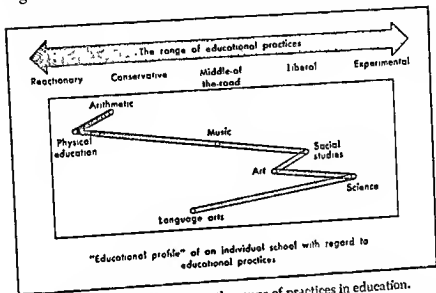 The range of educational practices
Reactionary Conservative Middle-of the-road Liberal Experimental
Arithmetic
Physical education
Music
Social studies
Art
Science
Language arts
"Educational profile" of an individual school with regard to
educational practices
of practices in education.